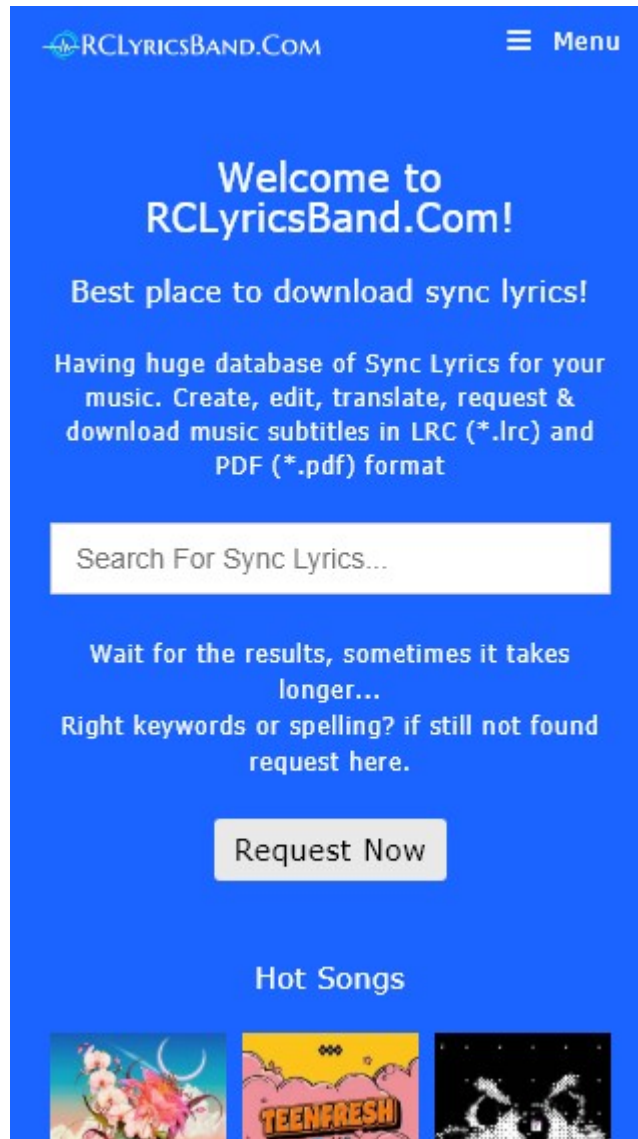 RCLyricsBand.Com
Menu
Welcome to
RCLyricsBand.Com!
Best place to download sync lyrics!
Having huge database of Sync Lyrics for your
music. Create, edit, translate, request &
download music subtitles in LRC (*.lrc) and
PDF (*.pdf) format
Search For Sync Lyrics...
Wait for the results, sometimes it takes
longer...
Right keywords or spelling? if still not found
request here.
Request Now
Hot Songs
TEENFRESH